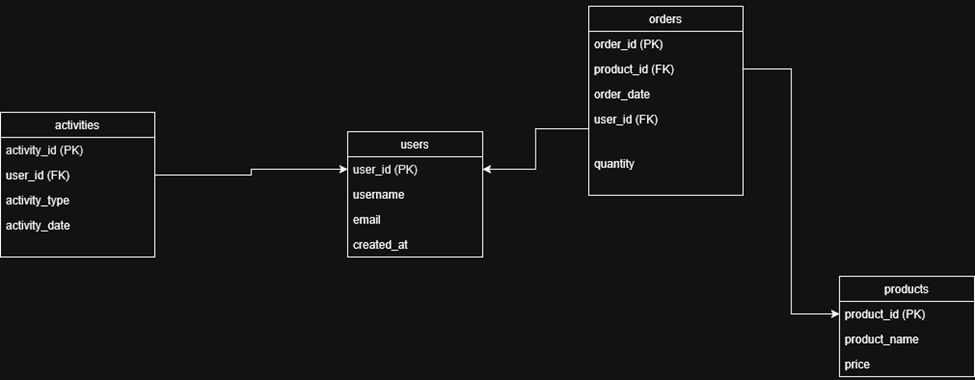 activities
activity_id (PK)
user_id (FK)
activity_type
activity_date
users
user_id (PK)
username
email
created_at
orders
order_id (PK)
product_id (FK)
order_date
user_id (FK)
quantity
products
product_id (PK)
product_name
price